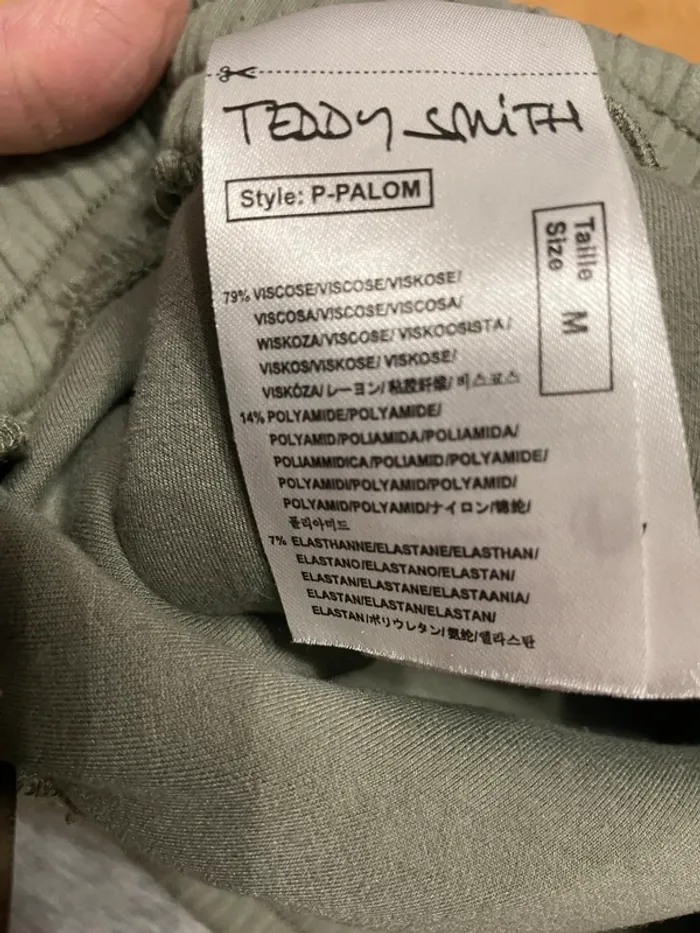 TEDDY SMITH
Style: P-PALOM
Taille
Size
M
79% VISCOSE/VISCOSE/VISKOSE/
VISCOSA/VISCOSE/VISCOSA/
WISKOZA/VISCOSE/ VISKOOSISTA/
VISKOS/VISKOSE/ VISKOSE/
VISKÓZA/レーヨン/粘胶纤维/ 비스코스
14% POLYAMIDE/POLYAMIDE/
POLYAMID/POLIAMIDA/POLIAMIDA/
POLIAMMIDICA/POLIAMID/POLYAMIDE/
POLYAMIDI/POLYAMID/POLYAMID/
POLYAMID/POLYAMID/ナイロン/锦纶/
폴리아미드
7% ELASTHANNE/ELASTANE/ELASTHAN/
ELASTANO/ELASTANO/ELASTAN/
ELASTAN/ELASTANE/ELASTAANIA/
ELASTAN/ELASTAN/ELASTAN/
ELASTAN/ポリウレタン/氨纶/엘라스탄